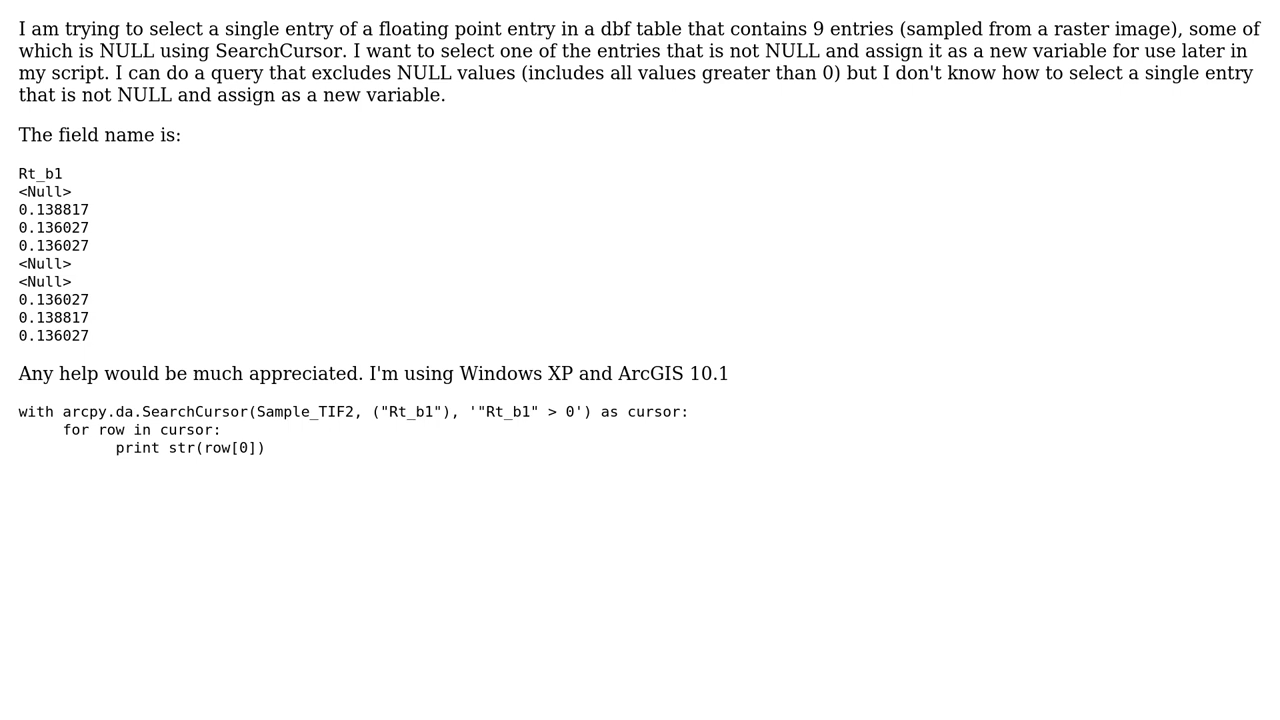 I am trying to select a single entry of a floating point entry in a dbf table that contains 9 entries (sampled from a raster image), some of
which is NULL using SearchCursor. I want to select one of the entries that is not NULL and assign it as a new variable for use later in
my script. I can do a query that excludes NULL values (includes all values greater than 0) but I don't know how to select a single entry
that is not NULL and assign as a new variable.
The field name is:
Rt_b1
<Null>
0.138817
0.136027
0.136027
<Null>
<Null>
0.136027
0.138817
0.136027
Any help would be much appreciated. I'm using Windows XP and ArcGIS 10.1
with arcpy.da.SearchCursor(Sample_TIF2, ("Rt_b1"), '"Rt_b1" > 0') as cursor:
     for row in cursor:
           print str(row[0])